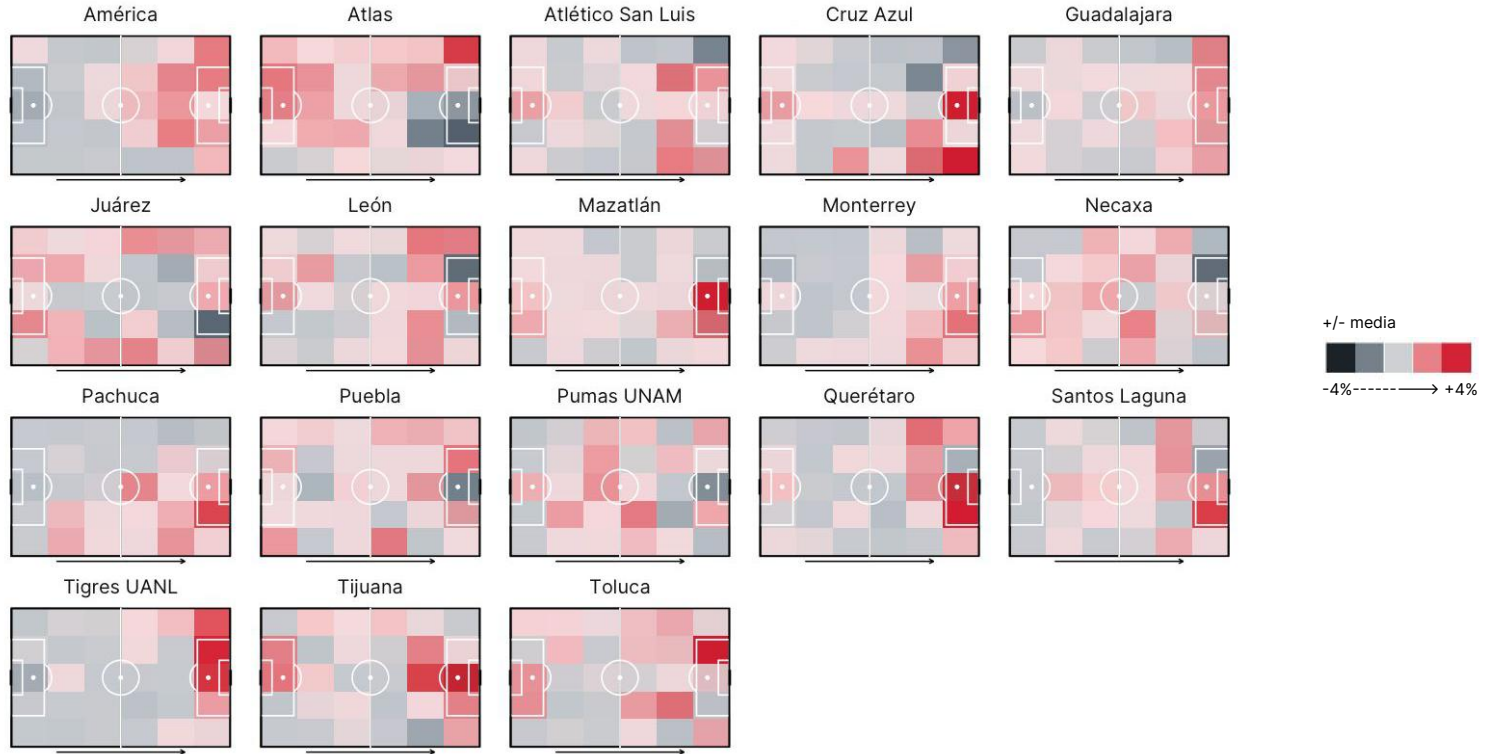 América
Atlas
Atlético San Luis
Cruz Azul
Guadalajara
Juárez
León
Mazatlán
Monterrey
Necaxa
+/- media
-4%------→ +4%
Pachuca
Puebla
Pumas UNAM
Querétaro
Santos Laguna
Tigres UANL
Tijuana
Toluca